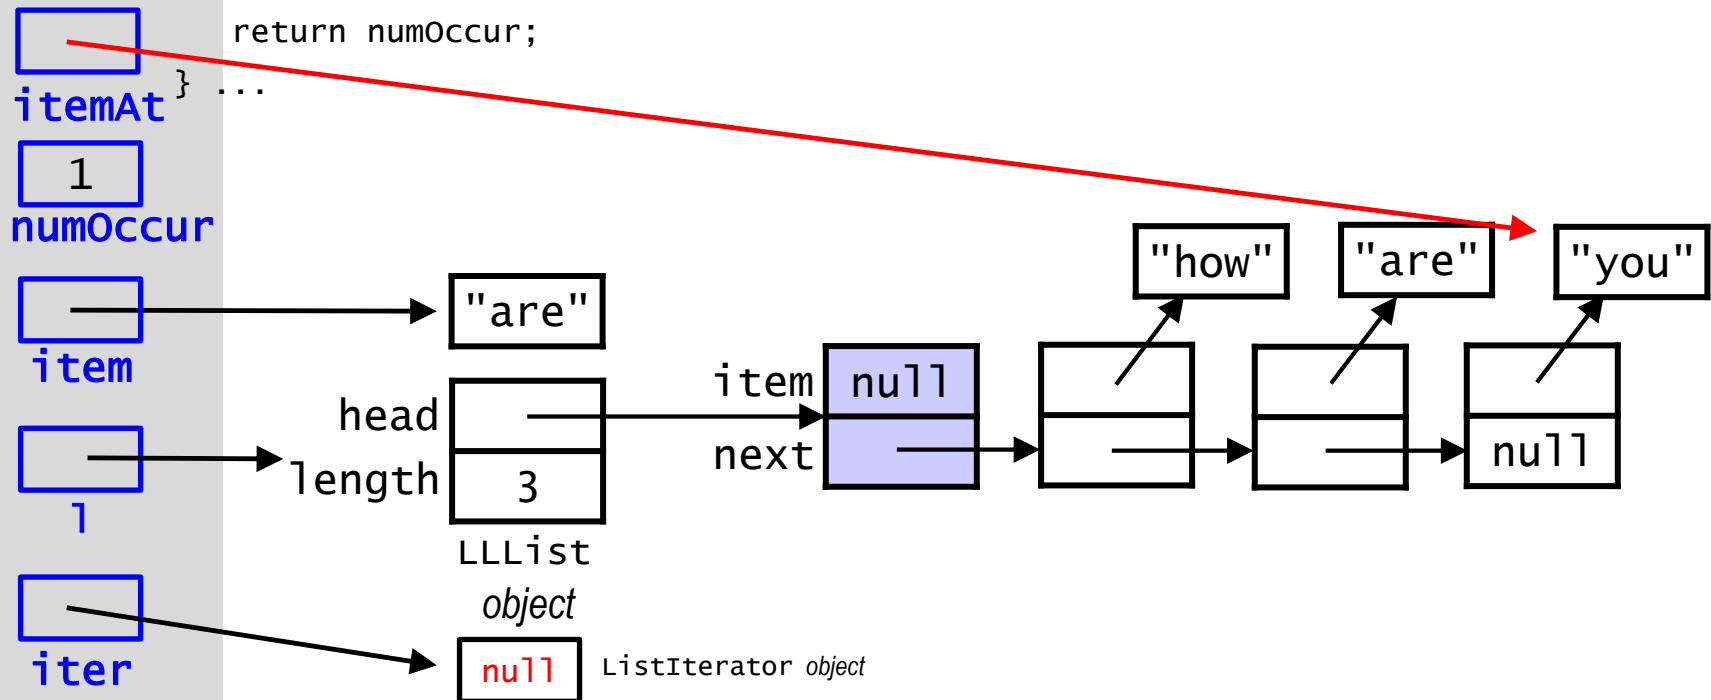 return numOccur;
} ...
itemAt
1
numOccur
"how" "are" "you"
"are"
item
item null
head
next null
length 3
l
LLList
object
iter
null ListIterator object